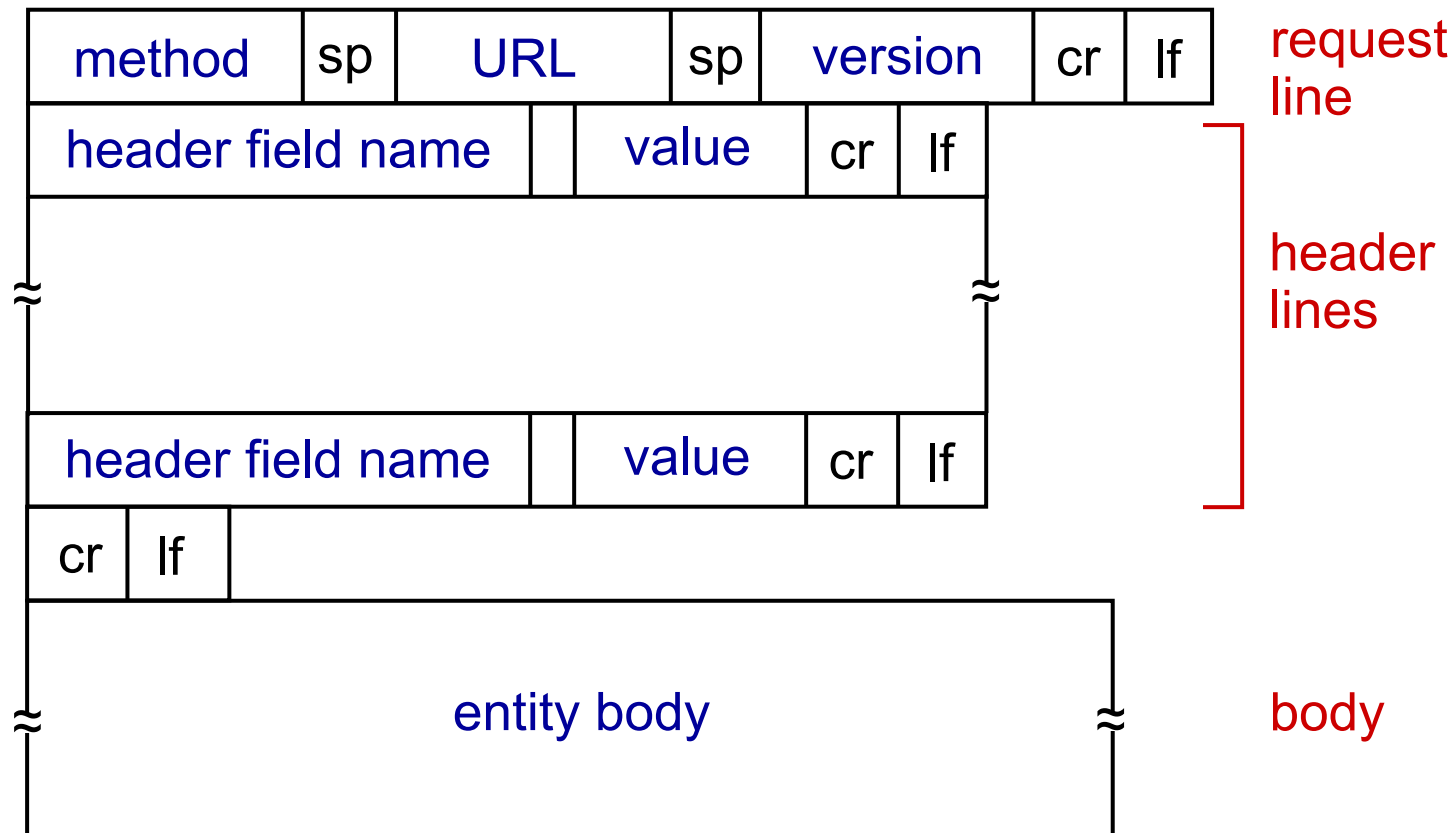 method sp URL sp version cr lf request
line
header field name value cr lf
header
lines
header field name value cr lf
cr lf
entity body body